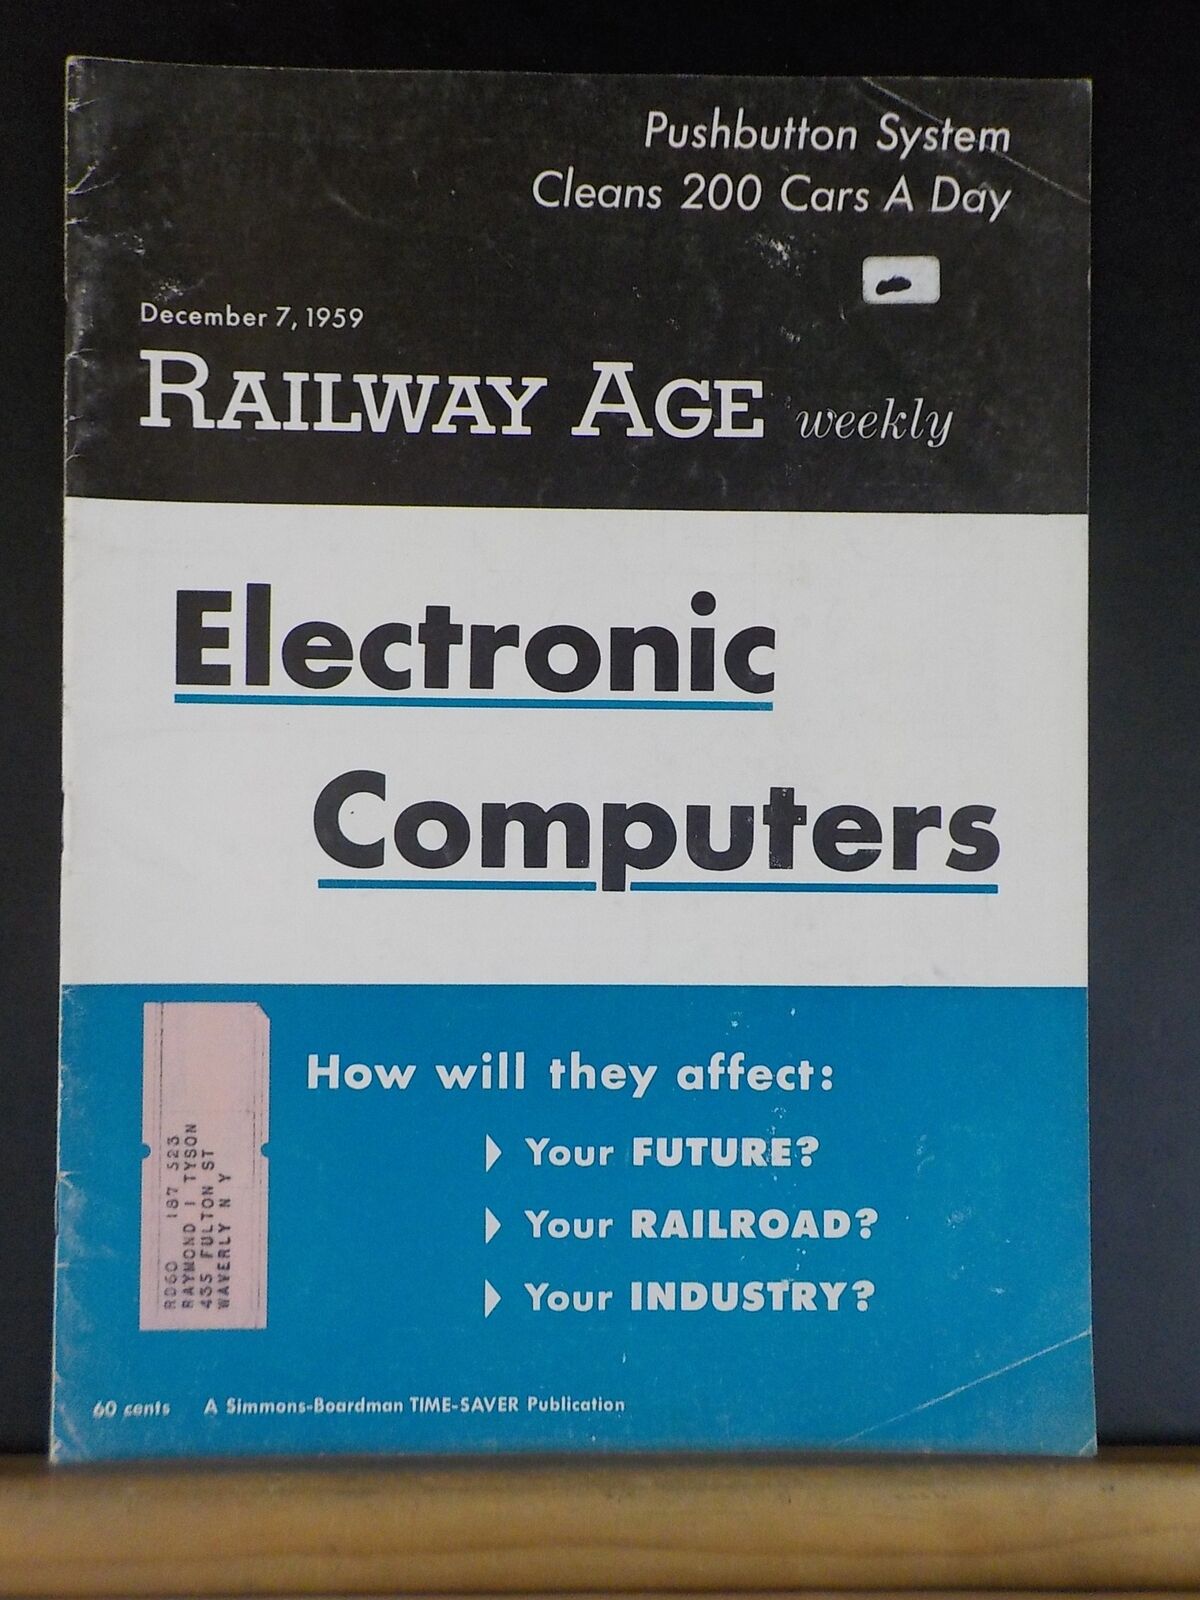 Pushbutton System
Cleans 200 Cars A Day
December 7, 1959
RAILWAY AGE weekly
Electronic
Computers
How will they affect:
Your FUTURE?
Your RAILROAD?
Your INDUSTRY?
RD60 187 523
RAYMOND I TYSON
435 FULTON ST
WAVERLY N Y
60 cents A Simmons-Boardman TIME-SAVER Publication